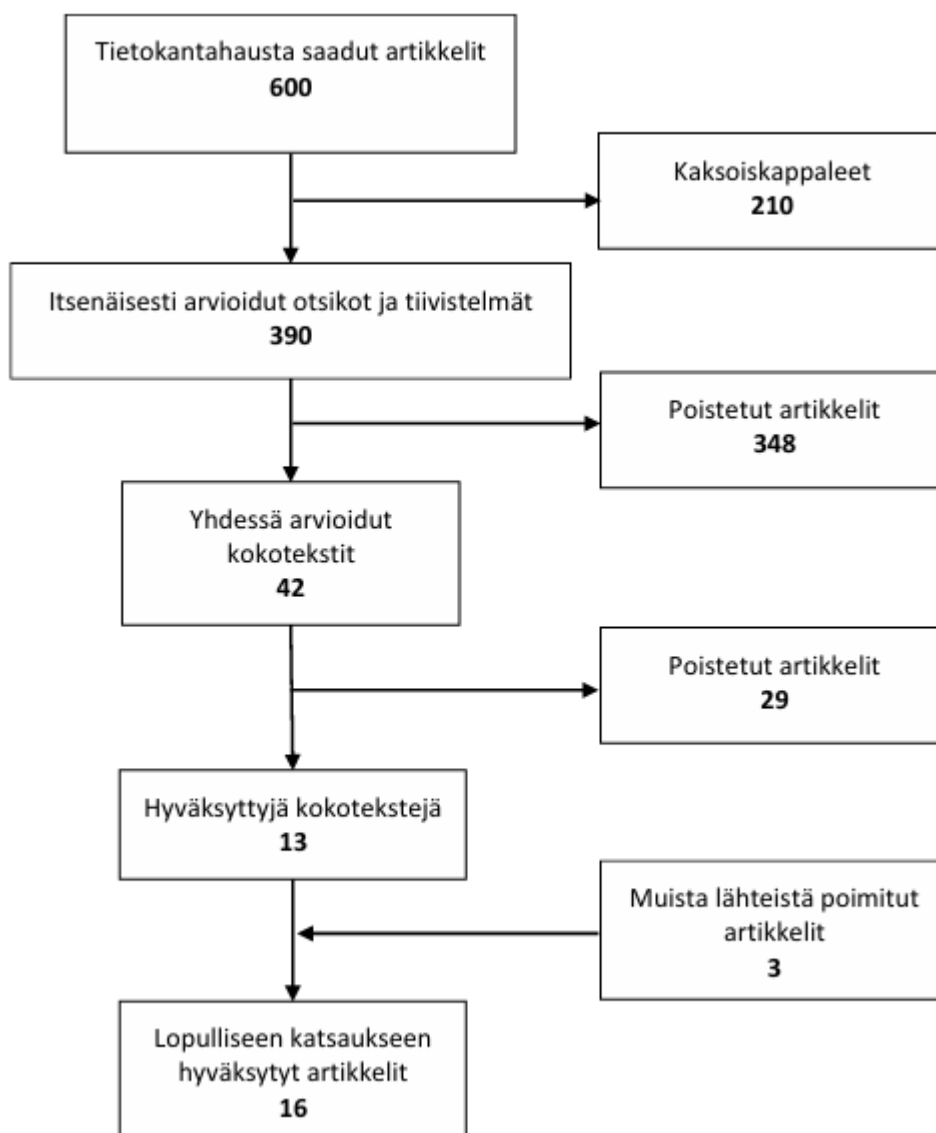 Tietokantahausta saadut artikkelit
600
Kaksoiskappaleet
210
Itsenäisesti arvioidut otsikot ja tiivistelmät
390
Poistetut artikkelit
348
Yhdessä arvioidut
kokotekstit
42
Poistetut artikkelit
29
Hyväksyttyjä kokotekstejä
13
Muista lähteistä poimitut
artikkelit
3
Lopulliseen katsaukseen
hyväksytyt artikkelit
16